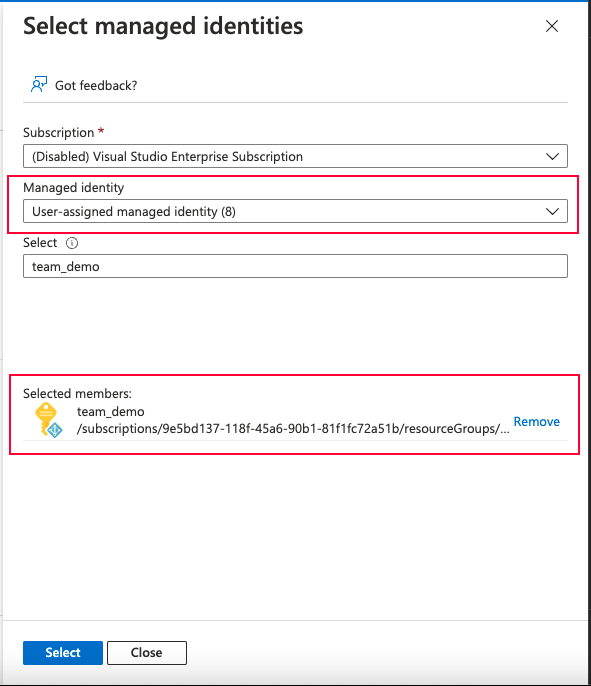 Select managed identities
Got feedback?
Subscription *
(Disabled) Visual Studio Enterprise Subscription
Managed identity
User-assigned managed identity (8)
Select
team_demo
Selected members:
team_demo
/subscriptions/9e5bd137-118f-45a6-90b1-81f1fc72a51b/resourceGroups/...
Remove
Select
Close